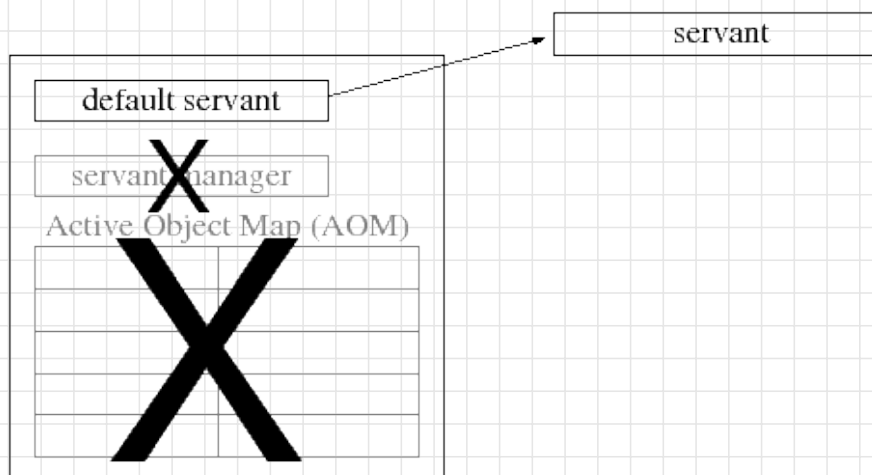 servant
default servant
servant manager
Active Object Map (AOM)